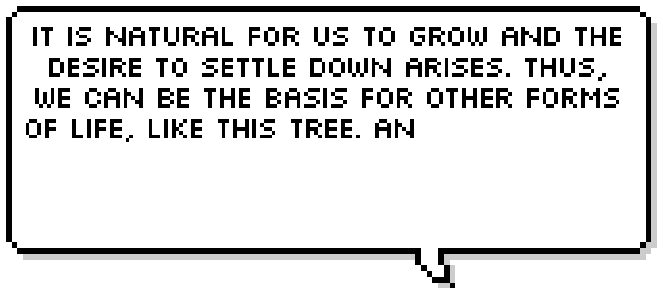 IT IS NATURAL FOR US TO GROW AND THE
DESIRE TO SETTLE DOWN ARISES. THUS,
WE CAN BE THE BASIS FOR OTHER FORMS
OF LIFE, LIKE THIS TREE. AN